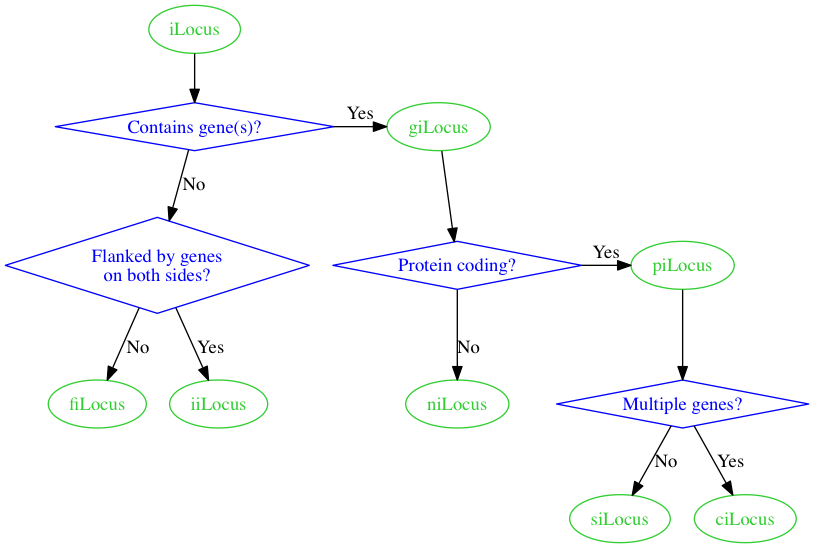 iLocus
Contains gene(s)?
Yes
giLocus
No
Flanked by genes
on both sides?
Protein coding?
Yes
piLocus
No
Yes
No
fiLocus
iiLocus
niLocus
Multiple genes?
No
Yes
siLocus
ciLocus